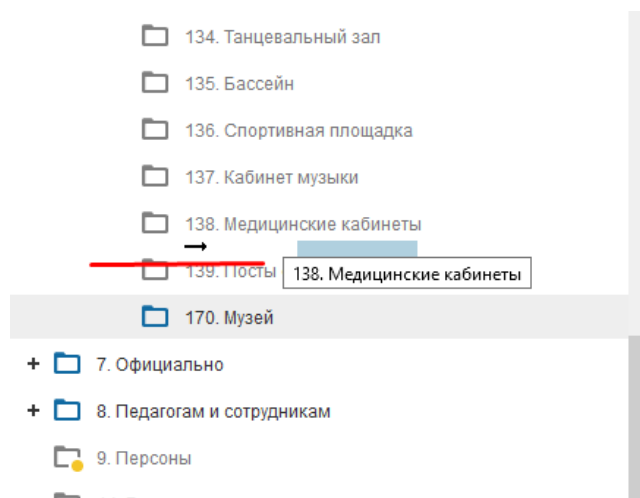 134. Танцевальный зал
135. Бассейн
136. Спортивная площадка
137. Кабинет музыки
138. Медицинские кабинеты
139. Посты
138. Медицинские кабинеты
170. Музей
+ 7. Официально
+ 8. Педагогам и сотрудникам
9. Персоны